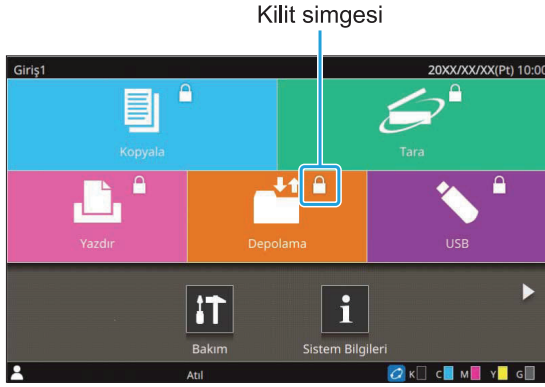 Kilit simgesi
Giriş1
20XX/XX/XX(Pt) 10:00
Kopyala
Tara
Yazdır
Depolama
USB
Bakım
Sistem Bilgileri
Atıl
K C M Y G